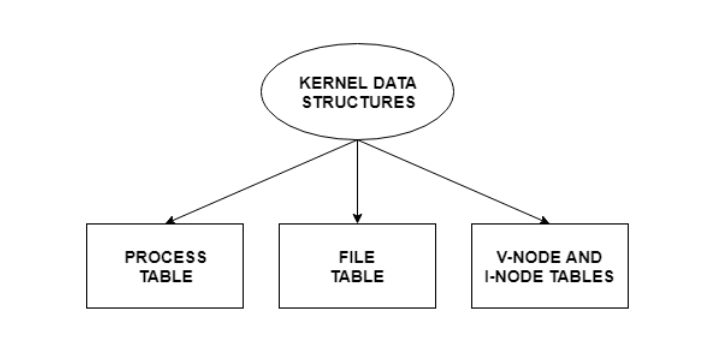 KERNEL DATA
STRUCTURES
PROCESS
TABLE
FILE
TABLE
V-NODE AND
I-NODE TABLES